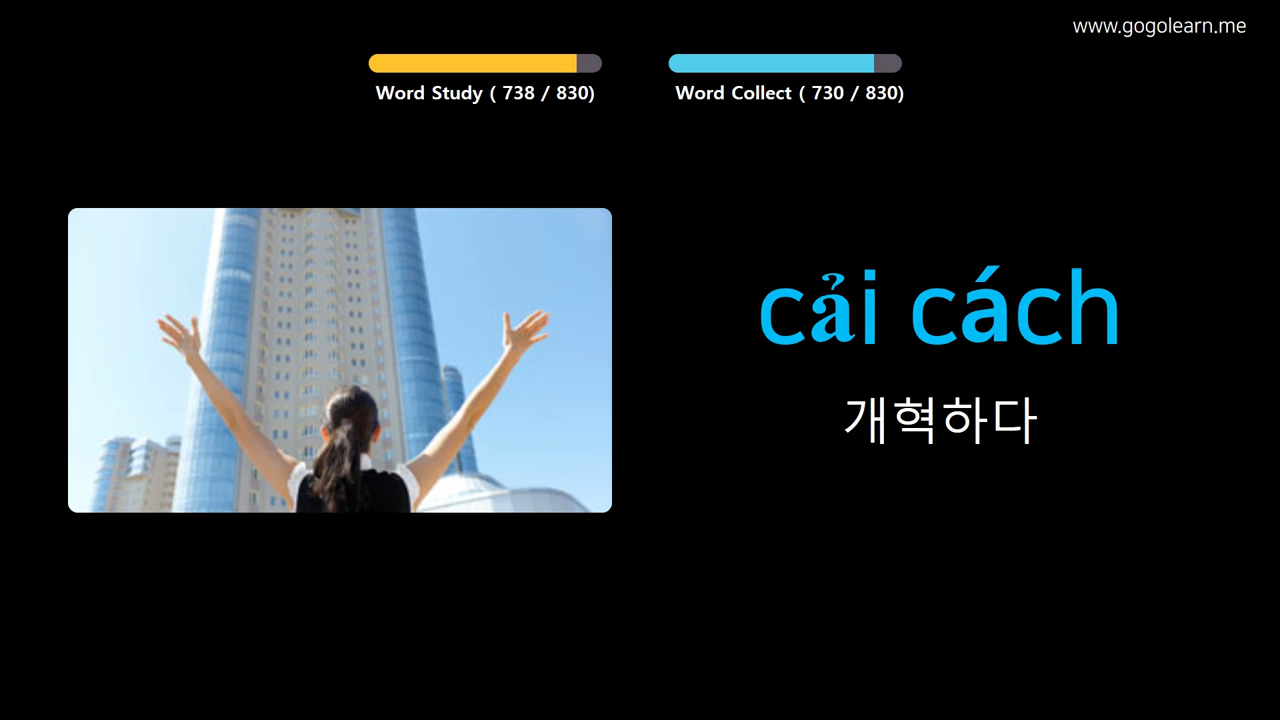 www.gogolearn.me
Word Study ( 738 / 830)
Word Collect ( 730 / 830)
cải cách
개혁하다